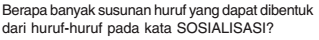 Berapa banyak susunan huruf yang dapat dibentuk
dari huruf-huruf pada kata SOSIALISASI?